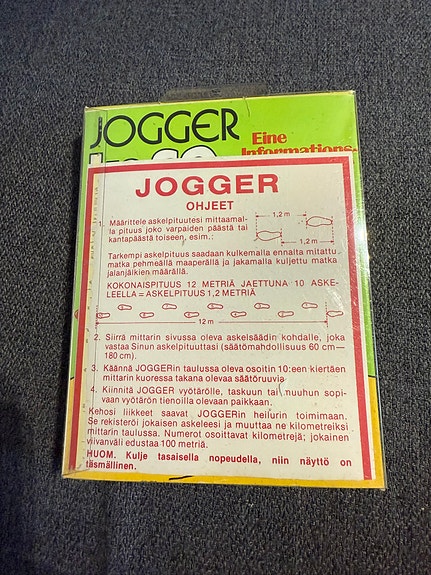 JOGGER
Eine
Informations-
JOGGER
OHJEET
1. Määrittele askelpituutesi mittaamal-
la pituus joko varpaiden päästä tai
kantapäästä toiseen, esim.:
1,2 m
1,2 m
Tarkempi askelpituus saadaan kulkemalla ennalta mitattu
matka pehmeällä maaperällä ja jakamalla kuljettu matka
jalanjälkien määrällä.
KOKONAISPITUUS 12 METRIÄ JAETTUNA 10 ASKE-
LEELLA = ASKELPITUUS 1,2 METRIÄ
12 m
2. Siirrä mittarin sivussa oleva askelsäädin kohdalle, joka
vastaa Sinun askelpituuttasi (säätömahdollisuus 60 cm—
180 cm).
3. Käännä JOGGERin taulussa oleva osoitin 10:een kiertäen
mittarin kuoressa takana olevaa säätöruuvia
4. Kiinnitä JOGGER vyötärölle, taskuun tai muuhun sopi-
vaan vyötärön tienoilla olevaan paikkaan.
Kehosi liikkeet saavat JOGGERin heilurin toimimaan.
Se rekisteröi jokaisen askeleesi ja muuttaa ne kilometreiksi
mittarin taulussa. Numerot osoittavat kilometrejä; jokainen
viivanväli edustaa 100 metriä.
HUOM. Kulje tasaisella nopeudella, niin näyttö on
täsmällinen.